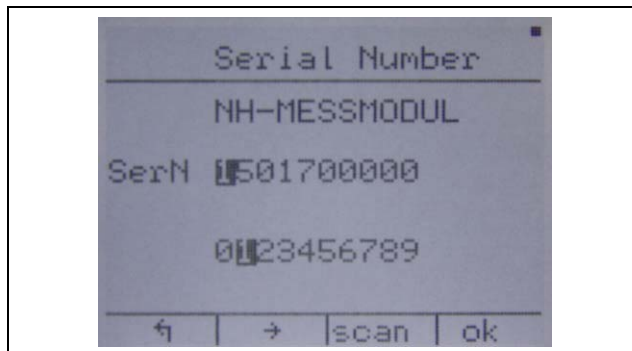 Serial Number
NH-MESSMODUL
SerN 1501700000
0123456789
↰ → scan ok